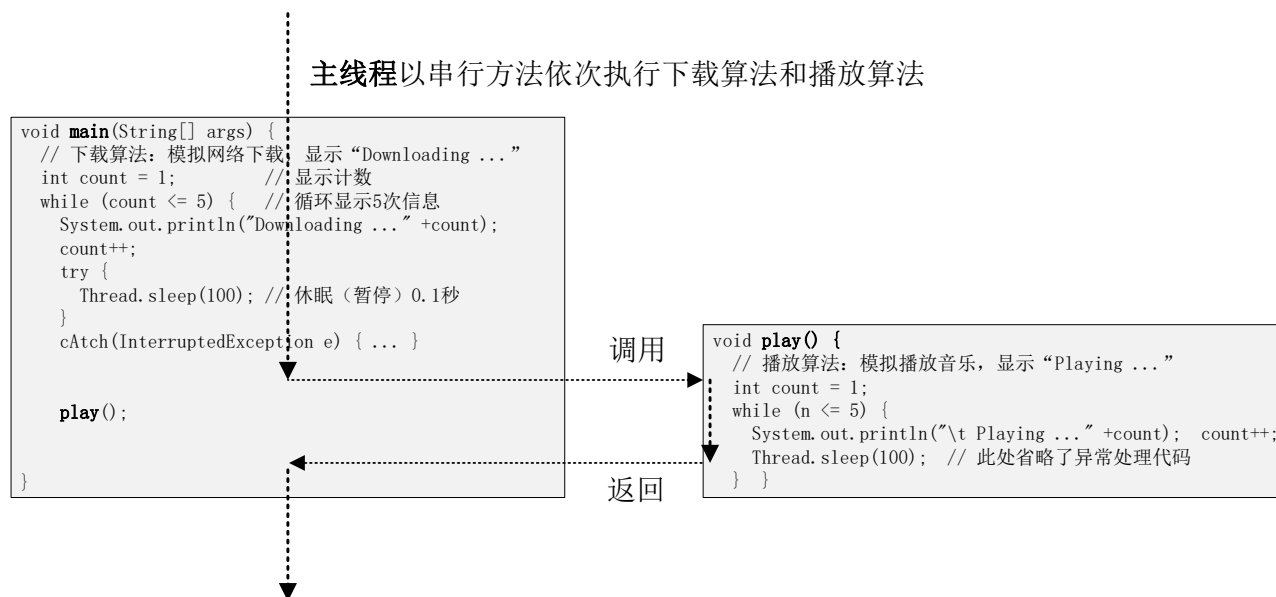 主线程以串行方法依次执行下载算法和播放算法
void main(String[] args) {
// 下载算法：模拟网络下载，显示“Downloading ...”
int count = 1; // 显示计数
while (count <= 5) { // 循环显示5次信息
System.out.println("Downloading ..." +count);
count++;
try {
Thread.sleep(100); // 休眠（暂停）0.1秒
}
cAtch(InterruptedException e) { ... }
play();
}
调用
返回
void play() {
// 播放算法：模拟播放音乐，显示“Playing ...”
int count = 1;
while (n <= 5) {
System.out.println("\t Playing ..." +count); count++;
Thread.sleep(100); // 此处省略了异常处理代码
} }